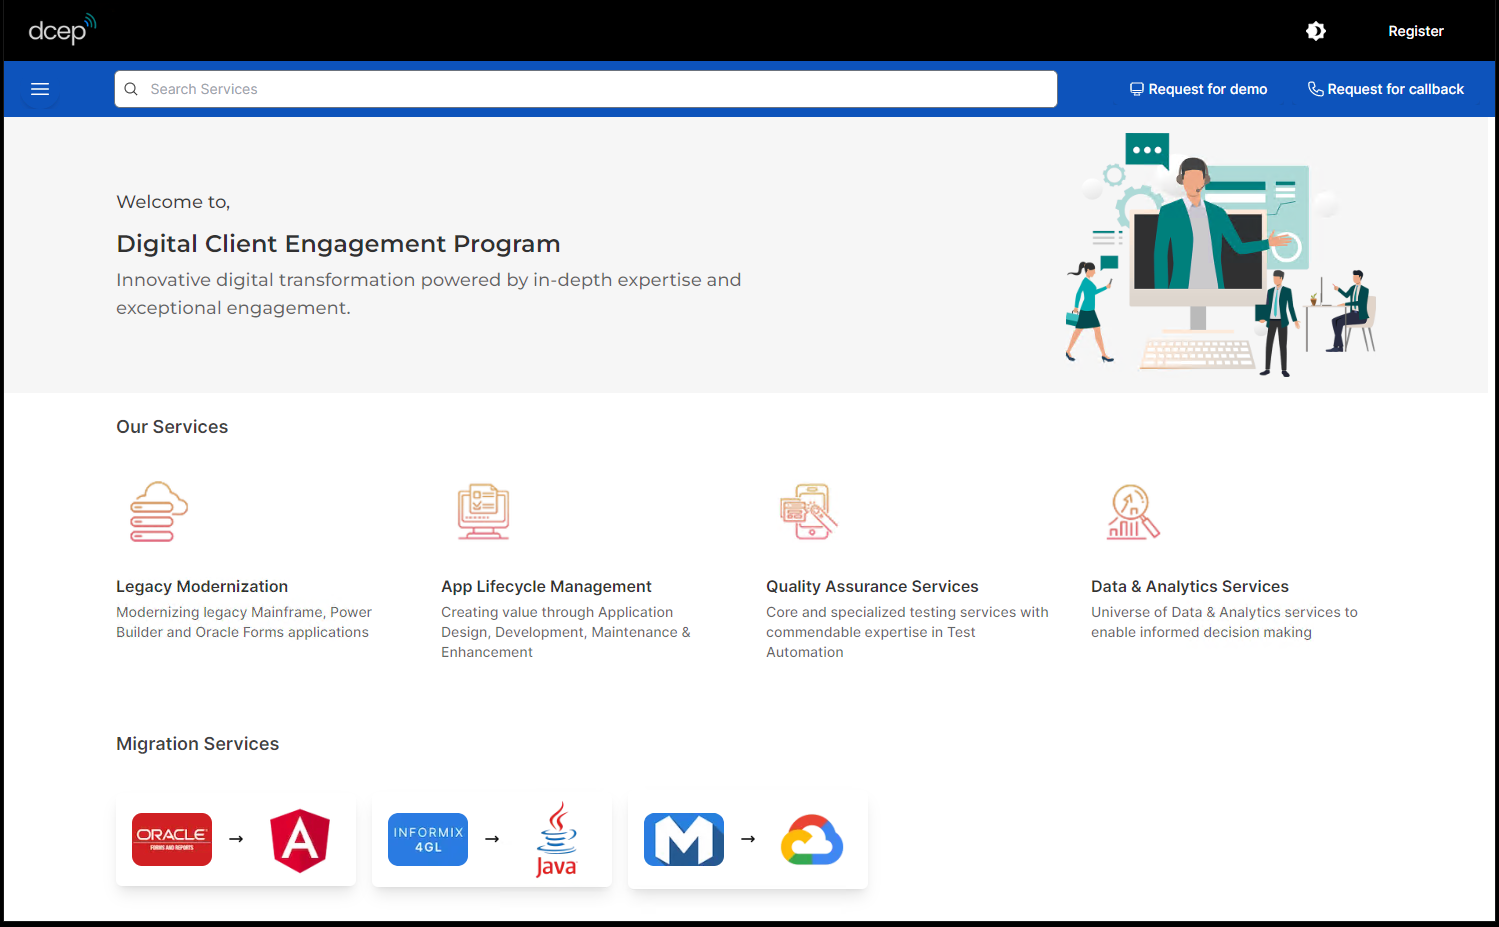 dcep
Register
Search Services
Request for demo
Request for callback
Welcome to,
Digital Client Engagement Program
Innovative digital transformation powered by in-depth expertise and
exceptional engagement.
Our Services
Legacy Modernization
Modernizing legacy Mainframe, Power
Builder and Oracle Forms applications
App Lifecycle Management
Creating value through Application
Design, Development, Maintenance &
Enhancement
Quality Assurance Services
Core and specialized testing services with
commendable expertise in Test
Automation
Data & Analytics Services
Universe of Data & Analytics services to
enable informed decision making
Migration Services
ORACLE
FORMS AND REPORTS
A
INFORMIX
4GL
Java
M